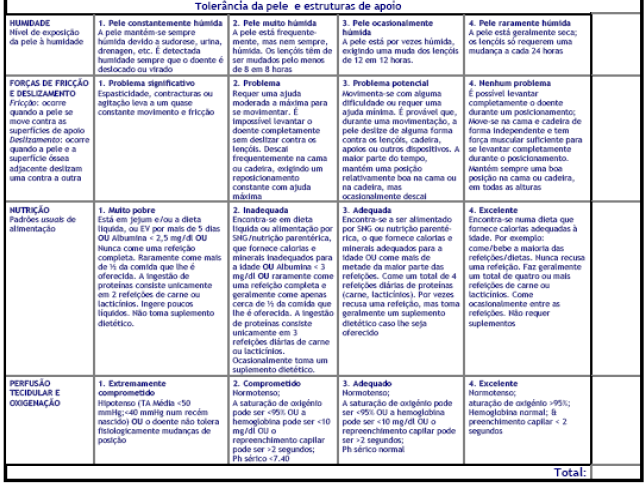 Tolerância da pele e estruturas de apoio
HUMIDADE
Nível de exposição
da pele à humidade
1. Pele constantemente húmida
A pele mantém-se sempre
húmida devido a sudorese, urina,
drenagem, etc. É detectada
humidade sempre que o doente é
deslocado ou virado
2. Pele muito húmida
A pele está frequente-
mente, mas nem sempre,
húmida. Os lençóis têm de
ser mudados pelo menos
de 8 em 8 horas
3. Pele ocasionalmente
húmida
A pele está por vezes húmida,
exigindo uma muda dos lençóis
de 12 em 12 horas.
4. Pele raramente húmida
A pele está geralmente seca;
os lençóis só requerem uma
mudança a cada 24 horas
FORÇAS DE FRICÇÃO
E DESLIZAMENTO
Fricção: ocorre
quando a pele se
move contra as
superfícies de apoio
Deslizamento: ocorre
quando a pele e a
superfície óssea
adjacente deslizam
uma contra a outra
1. Problema significativo
Espasticidade, contracturas ou
agitação leva a um quase
constante movimento e fricção
2. Problema
Requer uma ajuda
moderada a máxima para
se movimentar. É
impossível levantar o
doente completamente
sem deslizar contra os
lençóis. Descai
frequentemente na cama
ou cadeira, exigindo um
reposicionamento
constante com ajuda
máxima
3. Problema potencial
Movimenta-se com alguma
dificuldade ou requer uma
ajuda mínima. É provável que,
durante uma movimentação, a
pele deslize de alguma forma
contra os lençóis, cadeira,
apoios ou outros dispositivos. A
maior parte do tempo,
mantém uma posição
relativamente boa na cama ou
na cadeira, mas
ocasionalmente descai
4. Nenhum problema
É possível levantar
completamente o doente
durante um posicionamento;
Move-se na cama e cadeira de
forma independente e tem
força muscular suficiente para
se levantar completamente
durante o posicionamento.
Mantém sempre uma boa
posição na cama ou cadeira,
em todas as alturas
NUTRIÇÃO
Padrões usuais de
alimentação
1. Muito pobre
Está em jejum e/ou a dieta
líquida, ou EV por mais de 5 dias
OU Albumina < 2,5 mg/dl OU
Nunca come uma refeição
completa. Raramente come mais
de ½ da comida que lhe é
oferecida. A ingestão de
proteínas consiste unicamente
em 2 refeições de carne ou
lacticínios. Ingere poucos
líquidos. Não toma suplemento
dietético.
2. Inadequada
Encontra-se em dieta
líquida ou alimentação por
SNG/nutrição parentérica,
que fornece calorias e
minerais inadequados para
a idade OU Albumina < 3
mg/dl OU raramente come
uma refeição completa e
geralmente come apenas
cerca de ½ da comida que
lhe é oferecida. A ingestão
de proteínas consiste
unicamente em 3
refeições diárias de carne
ou lacticínios.
Ocasionalmente toma um
suplemento dietético.
3. Adequada
Encontra-se a ser alimentado
por SNG ou nutrição parenté-
rica, o que fornece calorias e
minerais adequados para a
idade OU come mais de
metade da maior parte das
refeições. Come um total de 4
refeições diárias de proteínas
(carne, lacticínios). Por vezes
recusa uma refeição, mas toma
geralmente um suplemento
dietético caso lhe seja
oferecido
4. Excelente
Encontra-se numa dieta que
fornece calorias adequadas à
idade. Por exemplo:
come/bebe a maioria das
refeições/dietas. Nunca recusa
uma refeição. Faz geralmente
um total de quatro ou mais
refeições de carne ou
lacticínios. Come
ocasionalmente entre as
refeições. Não requer
suplementos
PERFUSÃO
TECIDULAR E
OXIGENAÇÃO
1. Extremamente
comprometido
Hipotenso (TA Média <50
mmHg;<40 mmHg num recém
nascido) OU o doente não tolera
fisiologicamente mudanças de
posição
2. Comprometido
Normotenso;
A saturação de oxigénio
pode ser <95% OU a
hemoglobina pode ser <10
mg/dl OU o
repreenchimento capilar
pode ser >2 segundos;
Ph sérico <7.40
3. Adequado
Normotenso;
A saturação de oxigénio pode
ser <95% OU a hemoglobina
pode ser <10 mg/dl OU o
repreenchimento capilar pode
ser >2 segundos;
Ph sérico normal
4. Excelente
Normotenso;
aturação de oxigénio >95%;
Hemoglobina normal; &
preenchimento capilar < 2
segundos
Total: